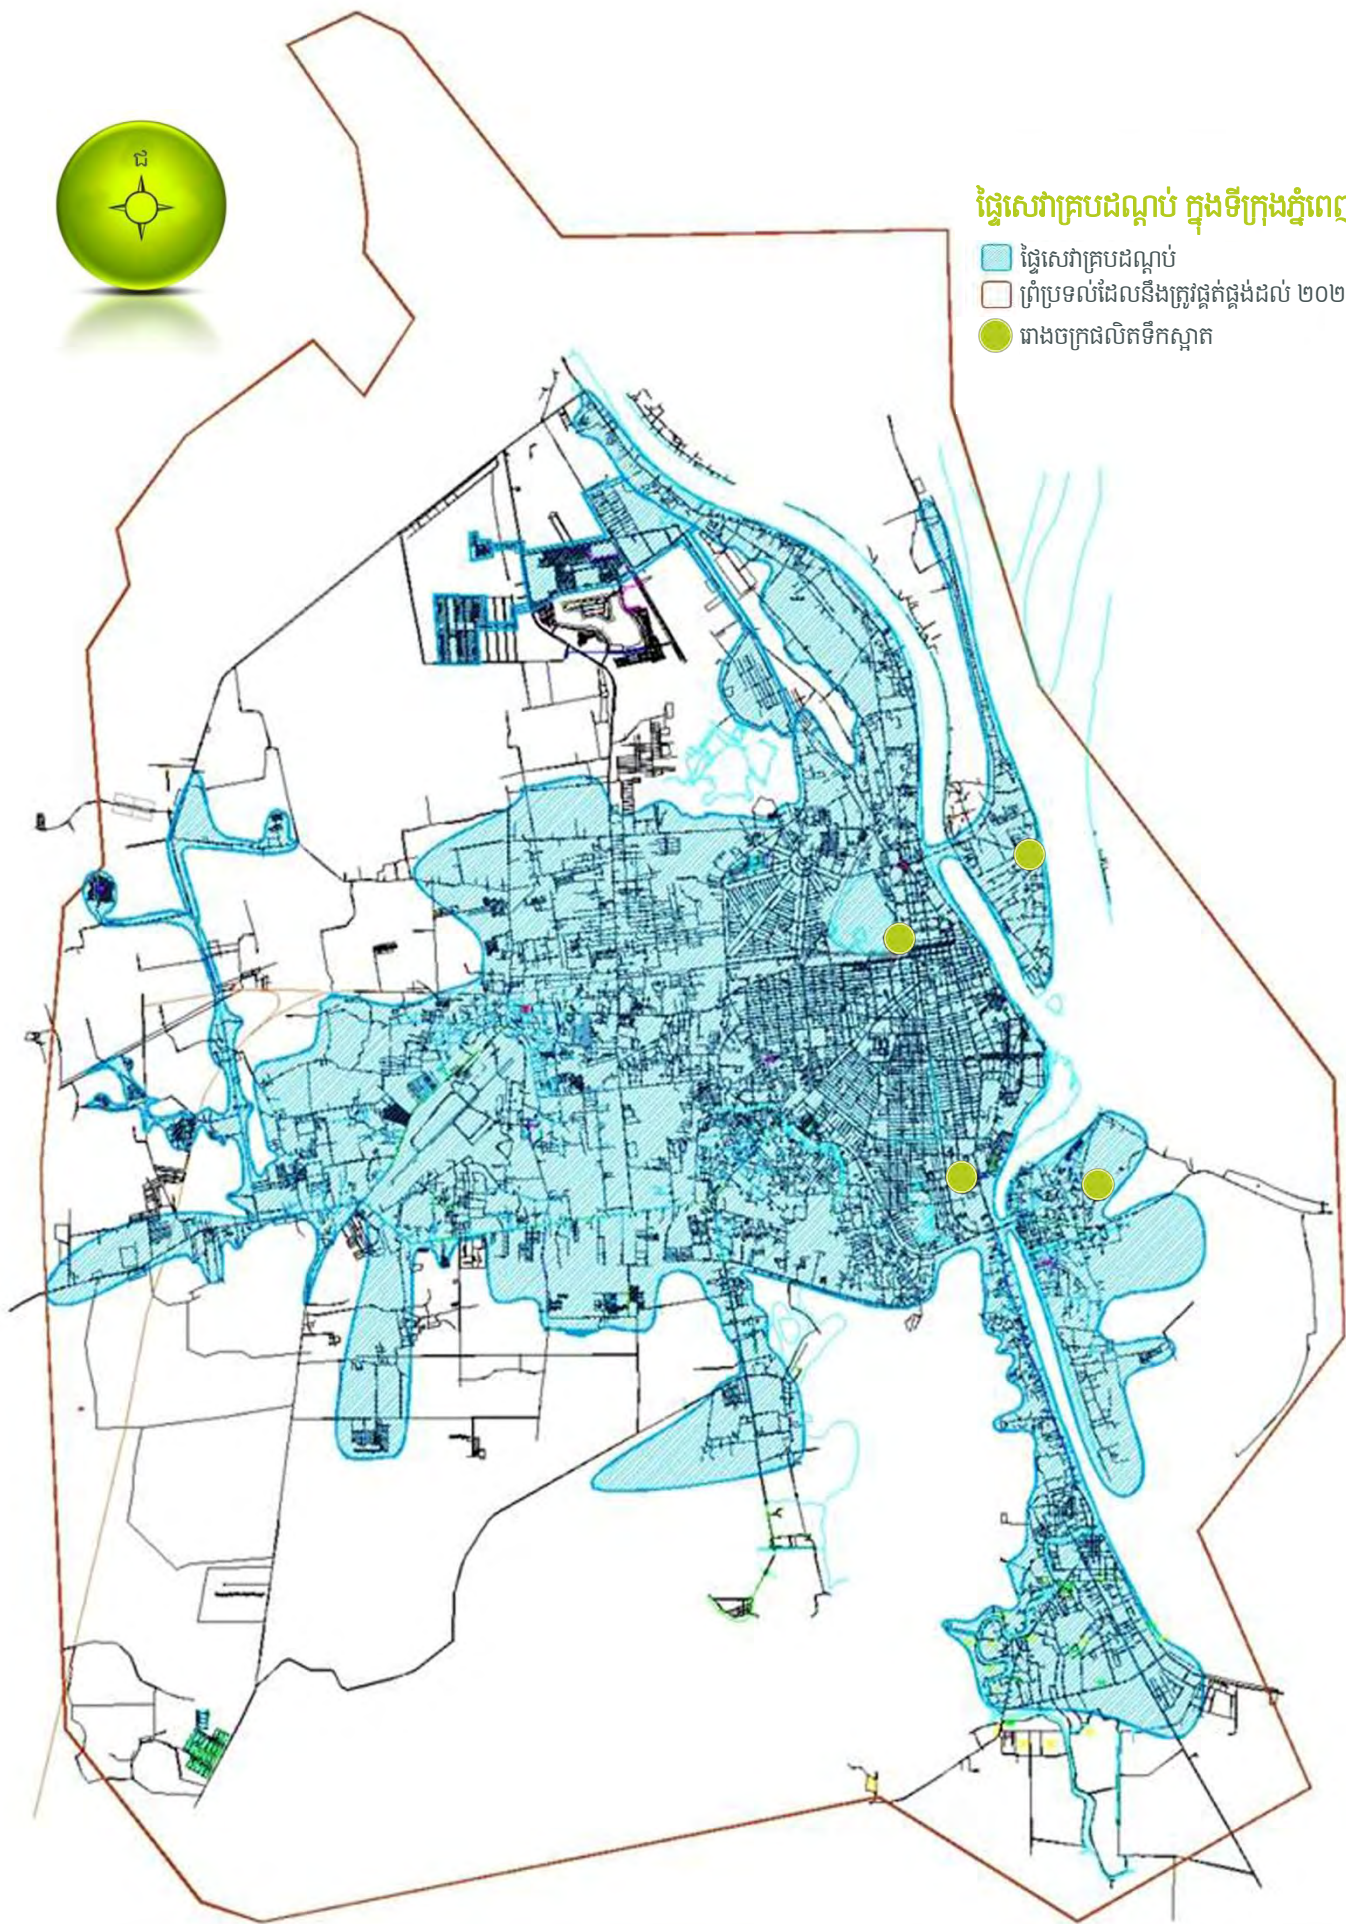 ជ
ផ្ទៃសេវាគ្របដណ្តប់ ក្នុងទីក្រុងភ្នំពេញ
ផ្ទៃសេវាគ្របដណ្តប់
ព្រំប្រទល់ដែលនឹងត្រូវផ្គត់ផ្គង់ដល់ ២០២
រោងចក្រផលិតទឹកស្អាត